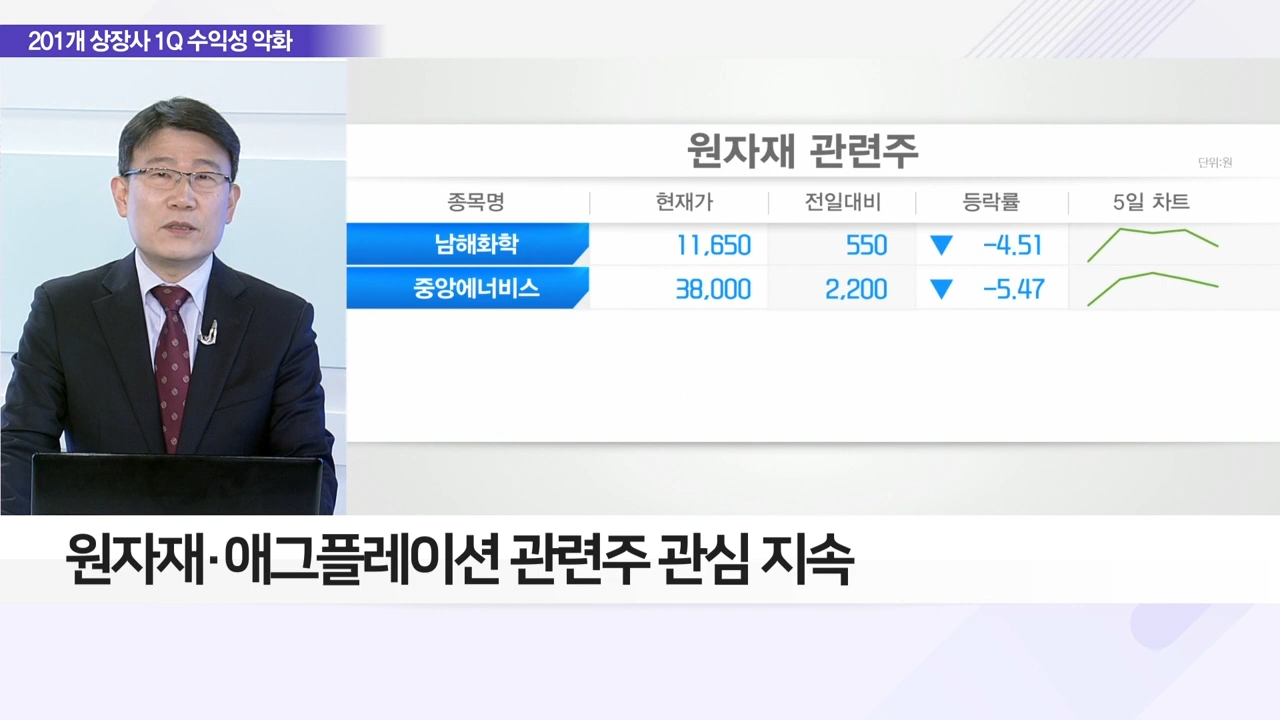 201개 상장사 1Q 수익성 악화
원자재 관련주
단위:원
종목명 현재가 전일대비 등락률 5일 차트
남해화학 11,650 550 ▼ -4.51
중앙에너비스 38,000 2,200 ▼ -5.47
원자재·애그플레이션 관련주 관심 지속